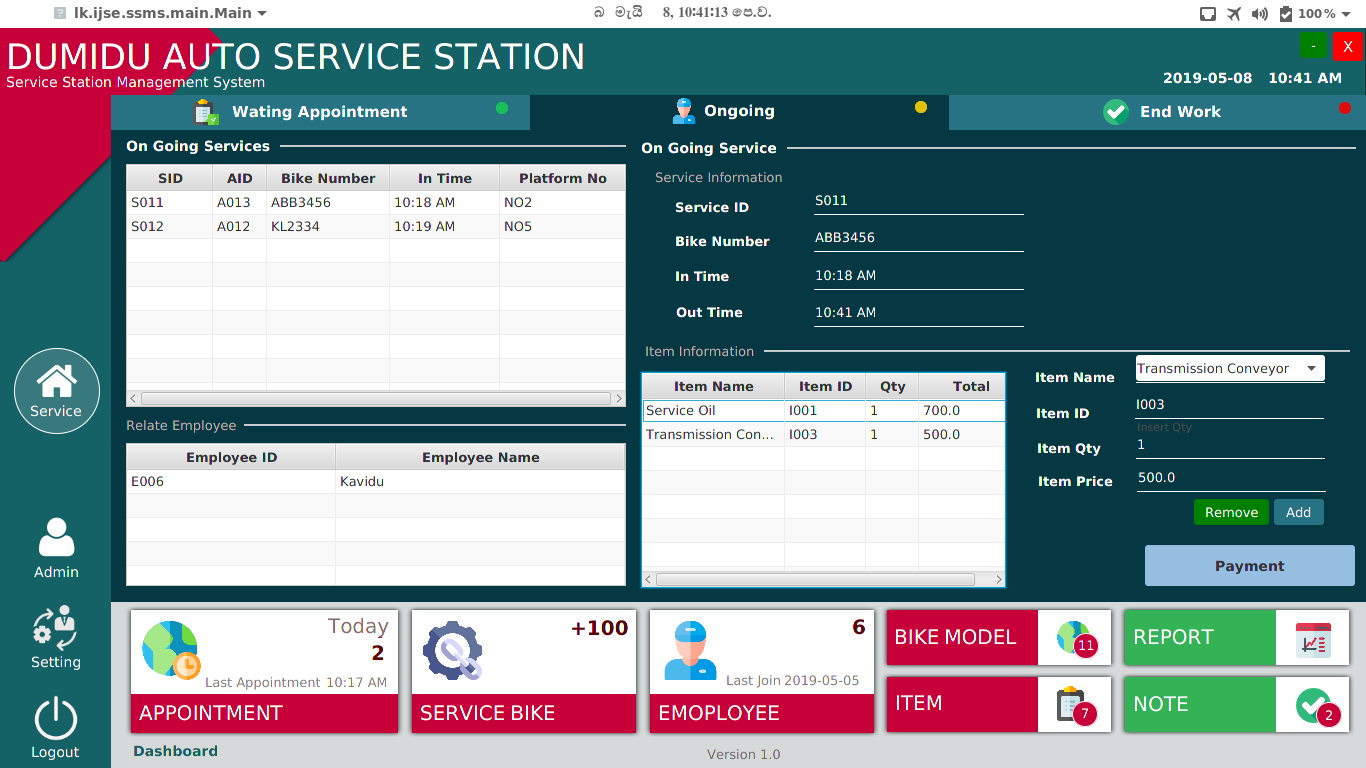 lk.ijse.ssms.main.Main
බ මැයි 8, 10:41:13 පෙ.ව.
100 %
DUMIDU AUTO SERVICE STATION
Service Station Management System
-
X
2019-05-08 10:41 AM
Wating Appointment
Ongoing
End Work
On Going Services
SID AID Bike Number In Time Platform No
S011 A013 ABB3456 10:18 AM NO2
S012 A012 KL2334 10:19 AM NO5
Relate Employee
Employee ID Employee Name
E006 Kavidu
On Going Service
Service Information
Service ID S011
Bike Number ABB3456
In Time 10:18 AM
Out Time 10:41 AM
Item Information
Item Name Item ID Qty Total
Service Oil I001 1 700.0
Transmission Con... I003 1 500.0
Item Name Transmission Conveyor
Item ID I003
Insert Qty
Item Qty 1
Item Price 500.0
Remove Add
Payment
Service
Admin
Setting
Logout
Today
2
Last Appointment 10:17 AM
APPOINTMENT
+100
SERVICE BIKE
6
Last Join 2019-05-05
EMOPLOYEE
BIKE MODEL 11
ITEM 7
REPORT
NOTE 2
Dashboard
Version 1.0